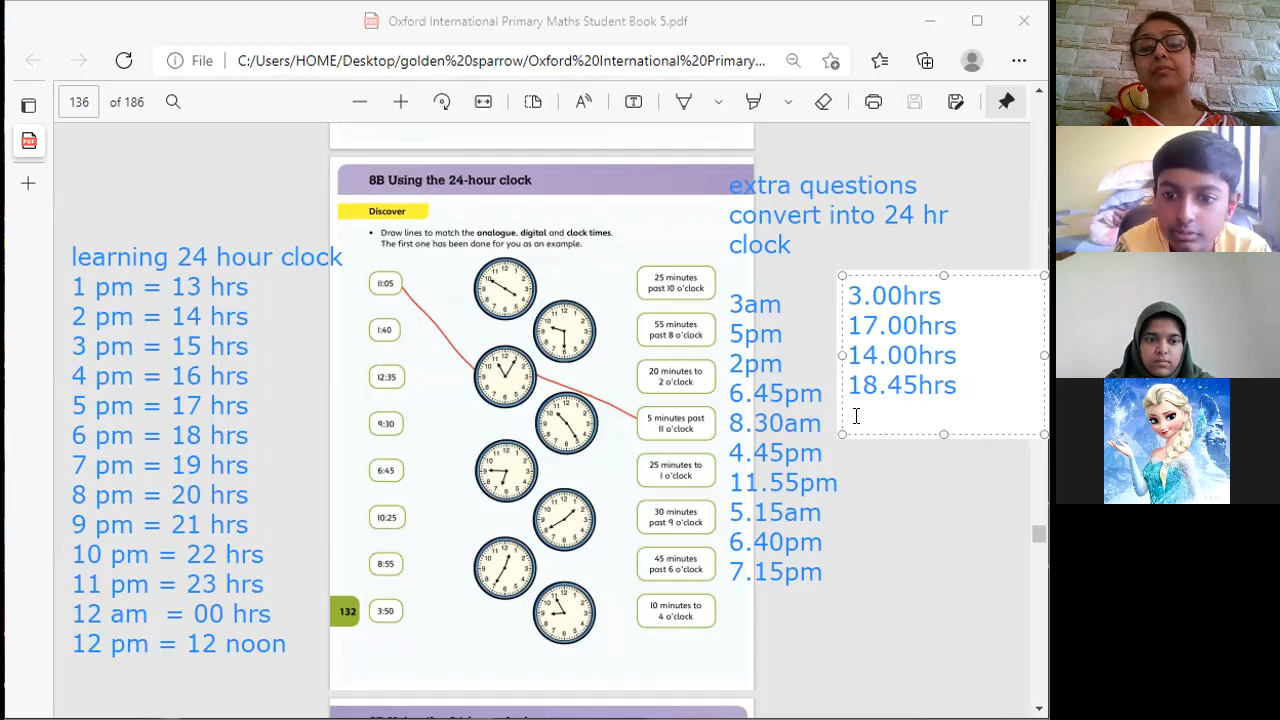 Oxford International Primary Maths Student Book 5.pdf
File
C:/Users/HOME/Desktop/golden%20sparrow/Oxford%20International%20Primary...
136
of 186
PDF
8B Using the 24-hour clock
Discover
• Draw lines to match the analogue, digital and clock times.
The first one has been done for you as an example.
11:05
1:40
12:35
9:30
6:45
10:25
8:55
3:50
25 minutes
past 10 o'clock
55 minutes
past 8 o'clock
20 minutes to
2 o'clock
5 minutes past
11 o'clock
25 minutes to
1 o'clock
30 minutes
past 9 o'clock
45 minutes
past 6 o'clock
10 minutes to
4 o'clock
132
learning 24 hour clock
1 pm = 13 hrs
2 pm = 14 hrs
3 pm = 15 hrs
4 pm = 16 hrs
5 pm = 17 hrs
6 pm = 18 hrs
7 pm = 19 hrs
8 pm = 20 hrs
9 pm = 21 hrs
10 pm = 22 hrs
11 pm = 23 hrs
12 am = 00 hrs
12 pm = 12 noon
extra questions
convert into 24 hr
clock
3am
5pm
2pm
6.45pm
8.30am
4.45pm
11.55pm
5.15am
6.40pm
7.15pm
3.00hrs
17.00hrs
14.00hrs
18.45hrs